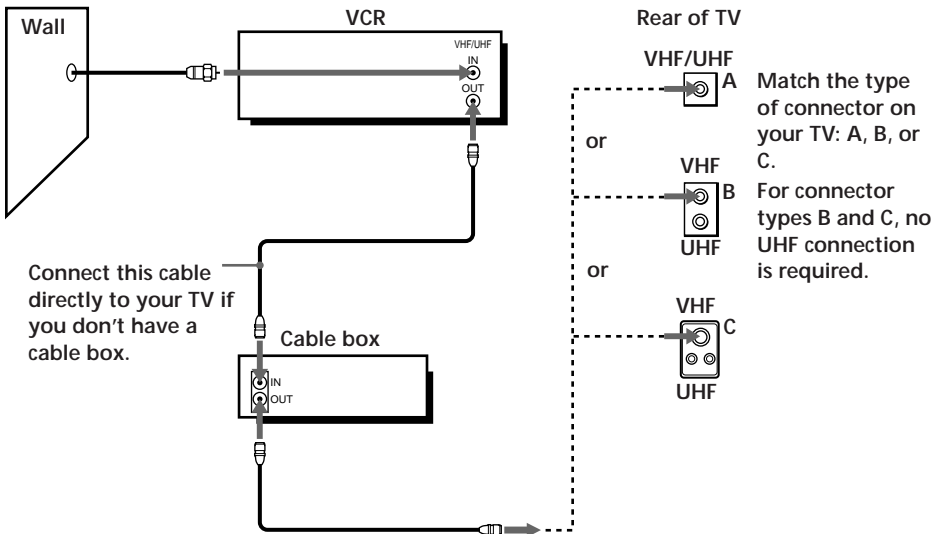 Wall
VCR
VHF/UHF
IN
OUT
Rear of TV
VHF/UHF
A
Match the type
of connector on
your TV: A, B, or
C.
or
VHF
B
UHF
For connector
types B and C, no
UHF connection
is required.
or
VHF
C
UHF
Connect this cable
directly to your TV if
you don't have a
cable box.
Cable box
IN
OUT